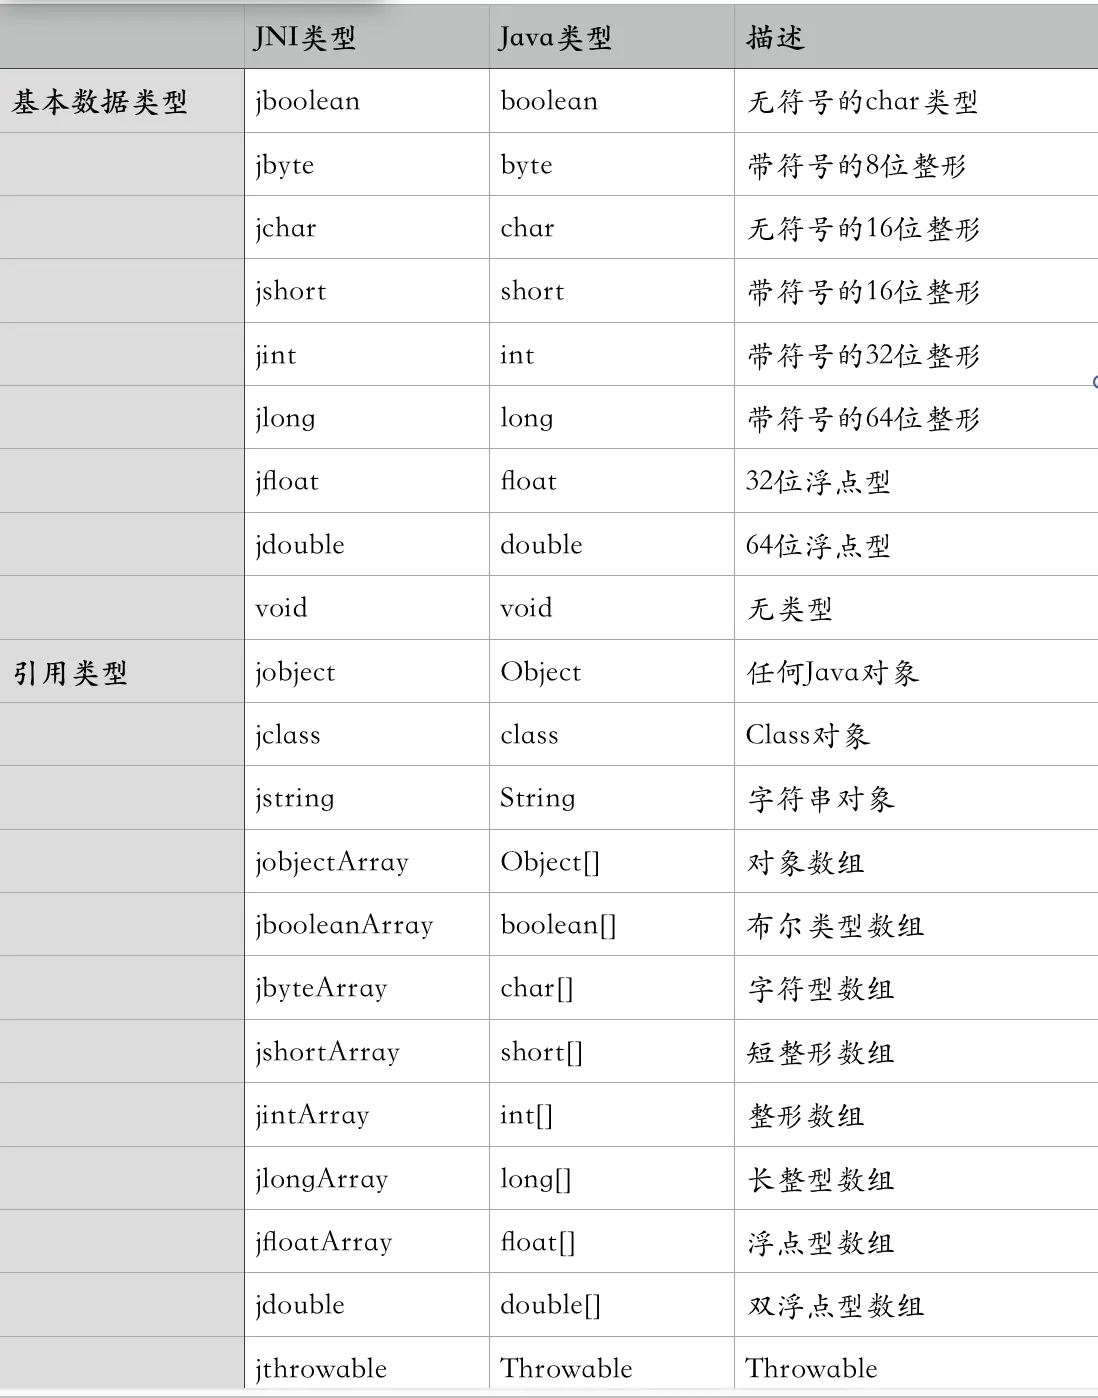 JNI类型 Java类型 描述
基本数据类型 jboolean boolean 无符号的char类型
jbyte byte 带符号的8位整形
jchar char 无符号的16位整形
jshort short 带符号的16位整形
jint int 带符号的32位整形
jlong long 带符号的64位整形
jfloat float 32位浮点型
jdouble double 64位浮点型
void void 无类型
引用类型 jobject Object 任何Java对象
jclass class Class对象
jstring String 字符串对象
jobjectArray Object[] 对象数组
jbooleanArray boolean[] 布尔类型数组
jbyteArray char[] 字符型数组
jshortArray short[] 短整形数组
jintArray int[] 整形数组
jlongArray long[] 长整型数组
jfloatArray float[] 浮点型数组
jdouble double[] 双浮点型数组
jthrowable Throwable Throwable